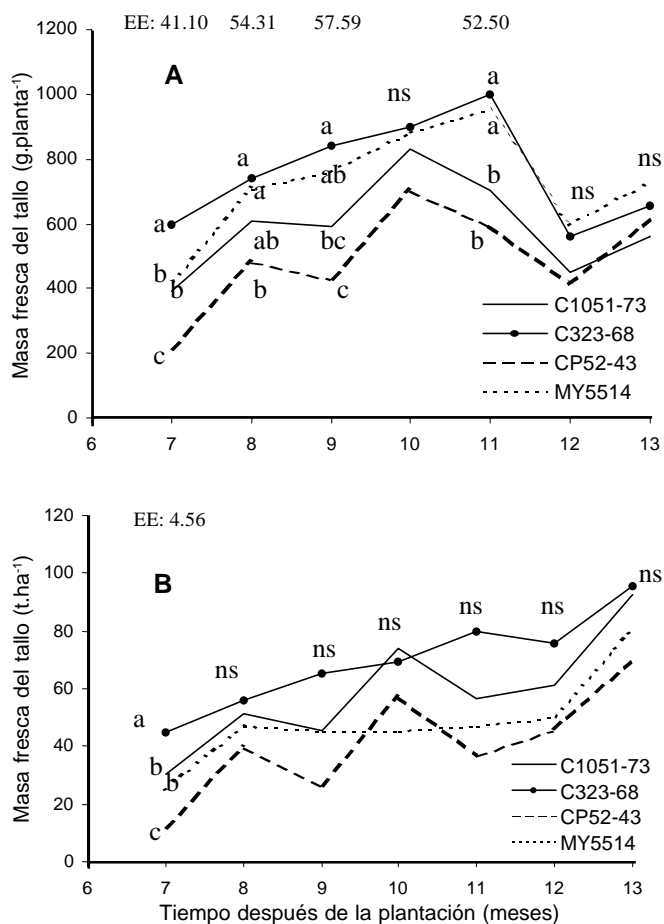 EE: 41.10 54.31 57.59 52.50
1200
A
ns a
1000
a
a a
800
a ab b ns ns
a
600
b b ab bc b
400
b c
C1051-73
200
c
C323-68
CP52-43
MY5514
0
6 7 8 9 10 11 12 13
Masa fresca del tallo (g.planta-1)
120
EE: 4.56
100
B
ns
80
ns ns ns
ns ns
60
a
40
b b
20
c
C1051-73
C323-68
CP52-43
MY5514
0
6 7 8 9 10 11 12 13
Masa fresca del tallo (t.ha-1)
Tiempo después de la plantación (meses)